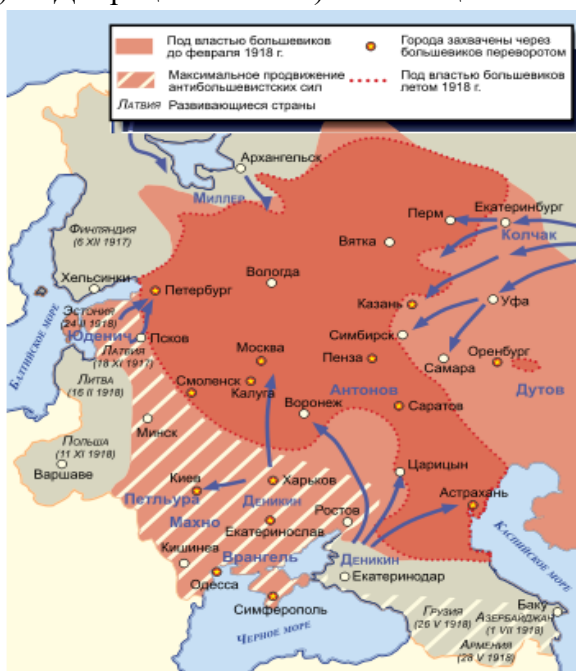 Под властью большевиков
до февраля 1918 г.
Города захвачены через
большевиков переворотом
Максимальное продвижение
антибольшевистских сил
Под властью большевиков
летом 1918 г.
ЛАТВИЯ Развивающиеся страны
Архангельск
МИЛЛЕР
Екатеринбург
Пермь
КОЛЧАК
ФИНЛЯНДИЯ
(6 XII 1917)
Вятка
Вологда
Хельсинки
Петербург
Казань
Уфа
ЭСТОНИЯ
(24 II 1918)
ЮДЕНИЧ
Псков
Симбирск
БАЛТИЙСКОЕ МОРЕ
ЛАТВИЯ
(18 XI 1917)
Москва
Пенза
Самара
Оренбург
ЛИТВА
(16 II 1918)
Смоленск
Калуга
АНТОНОВ
ДУТОВ
Воронеж
Саратов
Минск
ПОЛЬША
(11 XI 1918)
Варшаве
Киев
Харьков
Царицын
ПЕТЛЬУРА
ДЕНИКИН
Астрахань
МАХНО
Ростов
Екатеринослав
Кишинев
ВРАНГЕЛЬ
ДЕНИКИН
КАСПИЙСКОЕ МОРЕ
Одесса
Екатеринодар
Симферополь
Баку
ГРУЗИЯ
(26 V 1918)
АЗЕРБАЙДЖАН
(1 VII 1918)
ЧЕРНОЕ МОРЕ
АРМЕНИЯ
(28 V 1918)